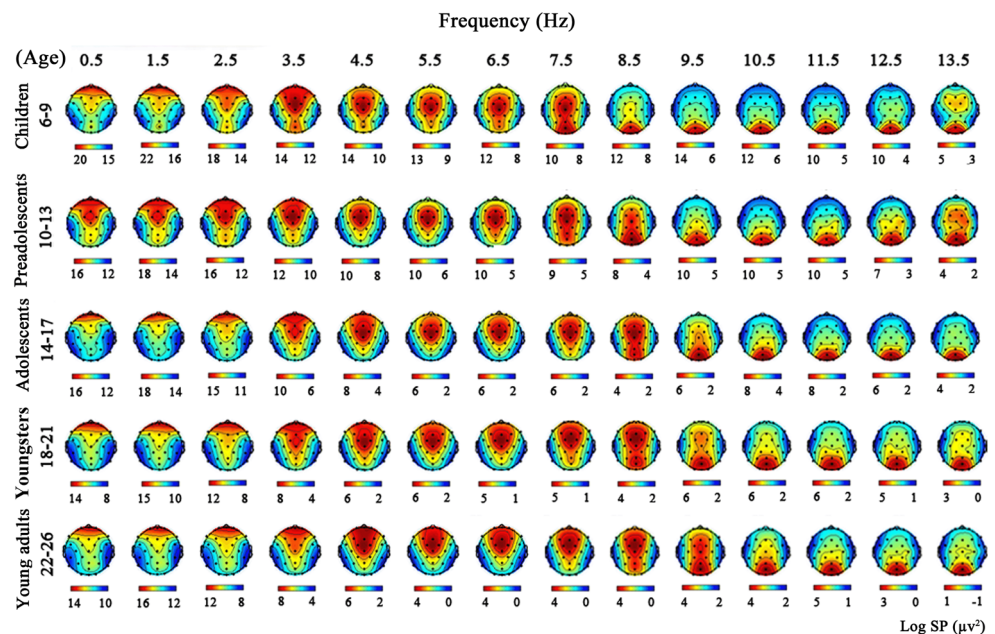 Frequency (Hz)
(Age) 0.5 1.5 2.5 3.5 4.5 5.5 6.5 7.5 8.5 9.5 10.5 11.5 12.5 13.5
Children 6-9
20 15 22 16 18 14 14 12 14 10 13 9 12 8 10 8 12 8 14 6 12 6 10 5 10 4 5 3
Preadolescents 10-13
16 12 18 14 16 12 12 10 10 8 10 6 10 5 9 5 8 4 10 5 10 5 10 5 7 3 4 2
Adolescents 14-17
16 12 18 14 15 11 10 6 8 4 6 2 6 2 6 2 4 2 6 2 8 4 8 2 6 2 4 2
Youngsters 18-21
14 8 15 10 12 8 8 4 6 2 6 2 5 1 5 1 4 2 6 2 6 2 6 2 5 1 3 0
Young adults 22-26
14 10 16 12 12 8 8 4 6 2 4 0 4 0 4 0 4 0 4 2 4 2 5 1 3 0 1 -1
Log SP (µv²)